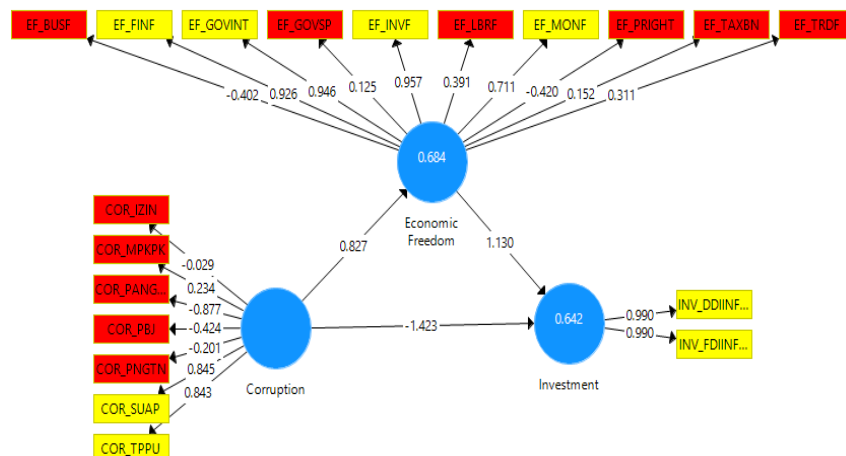 EF_BUSF EF_FINF EF_GOVINT EF_GOVSP EF_INVF EF_LBRF EF_MONF EF_PRIGHT EF_TAXBN EF_TRDF
-0.402 0.926 0.946 0.125 0.957 0.391 0.711 -0.420 0.152 0.311
0.684
Economic
Freedom
COR_IZIN
COR_MPKPK
COR_PANG...
COR_PBJ
COR_PNGTN
COR_SUAP
COR_TPPU
-0.029
0.234
-0.877
-0.424
-0.201
0.845
0.843
Corruption
0.827
1.130
-1.423
0.642
Investment
0.990
0.990
INV_DDIINF...
INV_FDIINF...